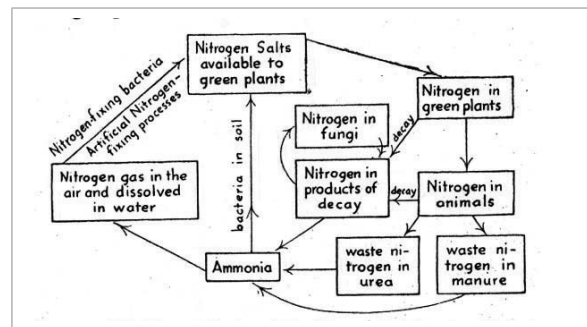 Nitrogen Salts
available to
green plants
Nitrogen-fixing bacteria
Artificial Nitrogen-
fixing processes
Nitrogen in
green plants
Nitrogen in
fungi
decay
Nitrogen gas in the
air and dissolved
in water
bacteria in soil
Nitrogen in
products of
decay
decay
Nitrogen in
animals
Ammonia
waste ni-
trogen in
urea
waste ni-
trogen in
manure